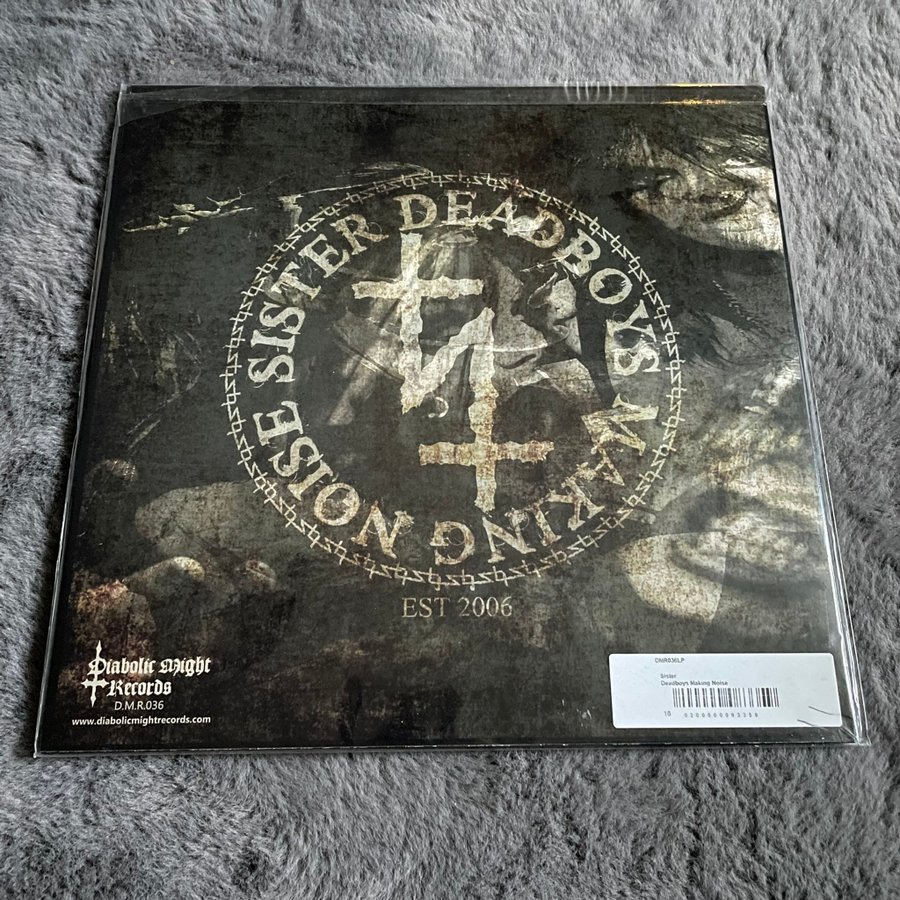 SISTER DEADBOYS MAKING NOISE
EST 2006
Diabolic Might
Records
D.M.R.036
www.diabolicmightrecords.com
DMR036LP
Sister
Deadboys Making Noise